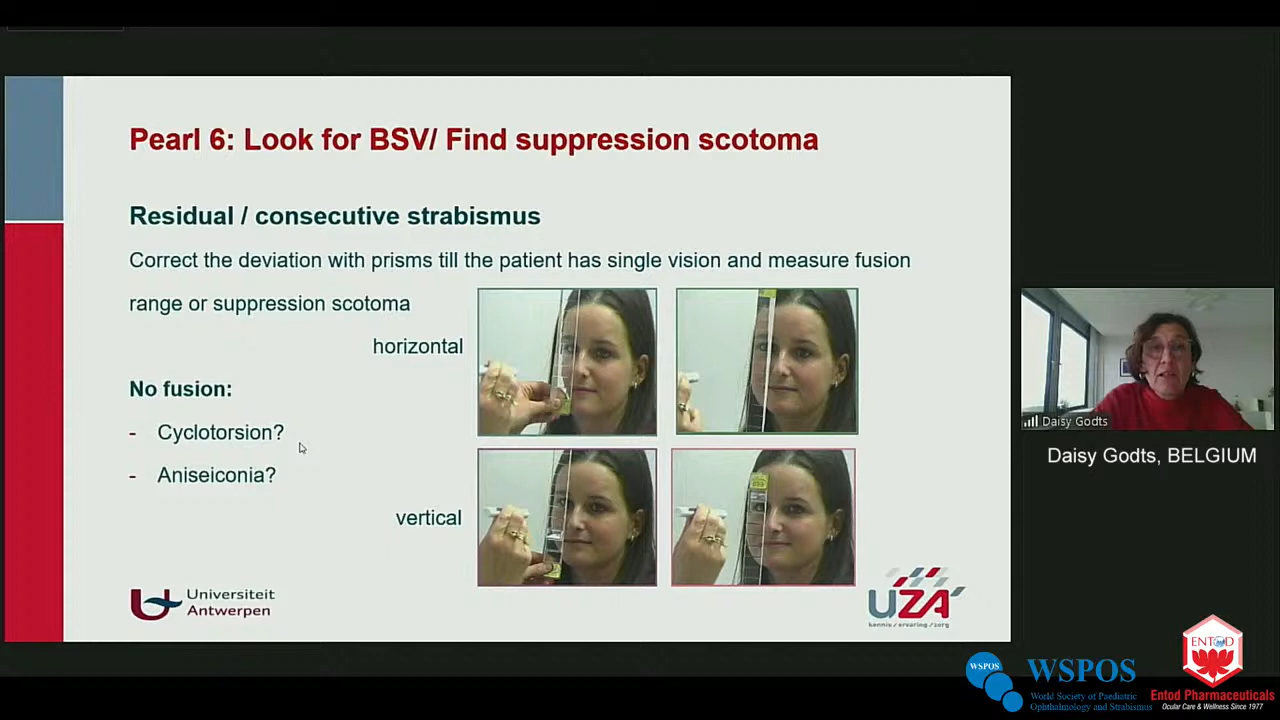 Pearl 6: Look for BSV/ Find suppression scotoma
Residual / consecutive strabismus
Correct the deviation with prisms till the patient has single vision and measure fusion
range or suppression scotoma
horizontal
No fusion:
- Cyclotorsion?
- Aniseiconia?
vertical
Universiteit
Antwerpen
UZA
kennis / ervaring / zorg
Daisy Godts
Daisy Godts, BELGIUM
WSPOS
WSPOS
World Society of Paediatric
Ophthalmology and Strabismus
ENTOD
Entod Pharmaceuticals
Ocular Care & Wellness Since 1977